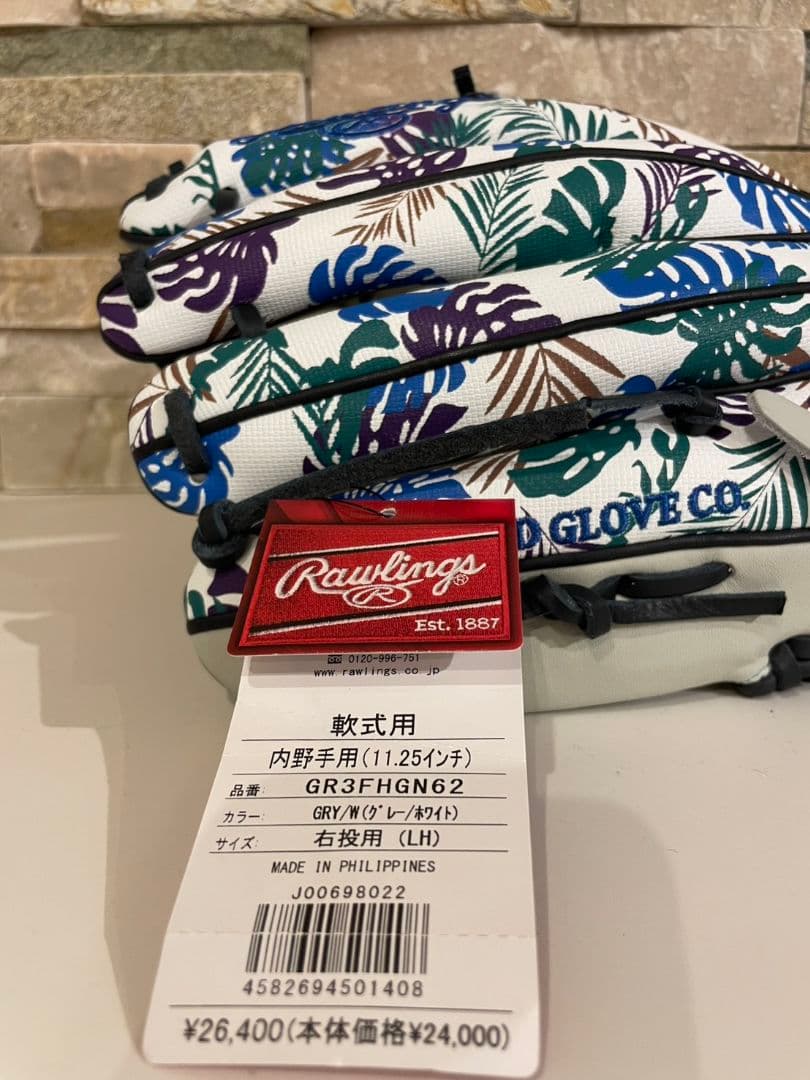 D GLOVE CO.
Rawlings®
R
Est. 1887
☎ 0120-996-751
www.rawlings.co.jp
軟式用
内野手用(11.25インチ)
品番: GR3FHGN62
カラー: GRY/W(グレー/ホワイト)
サイズ: 右投用 (LH)
MADE IN PHILIPPINES
J00698022
4582694501408
¥26,400(本体価格¥24,000)